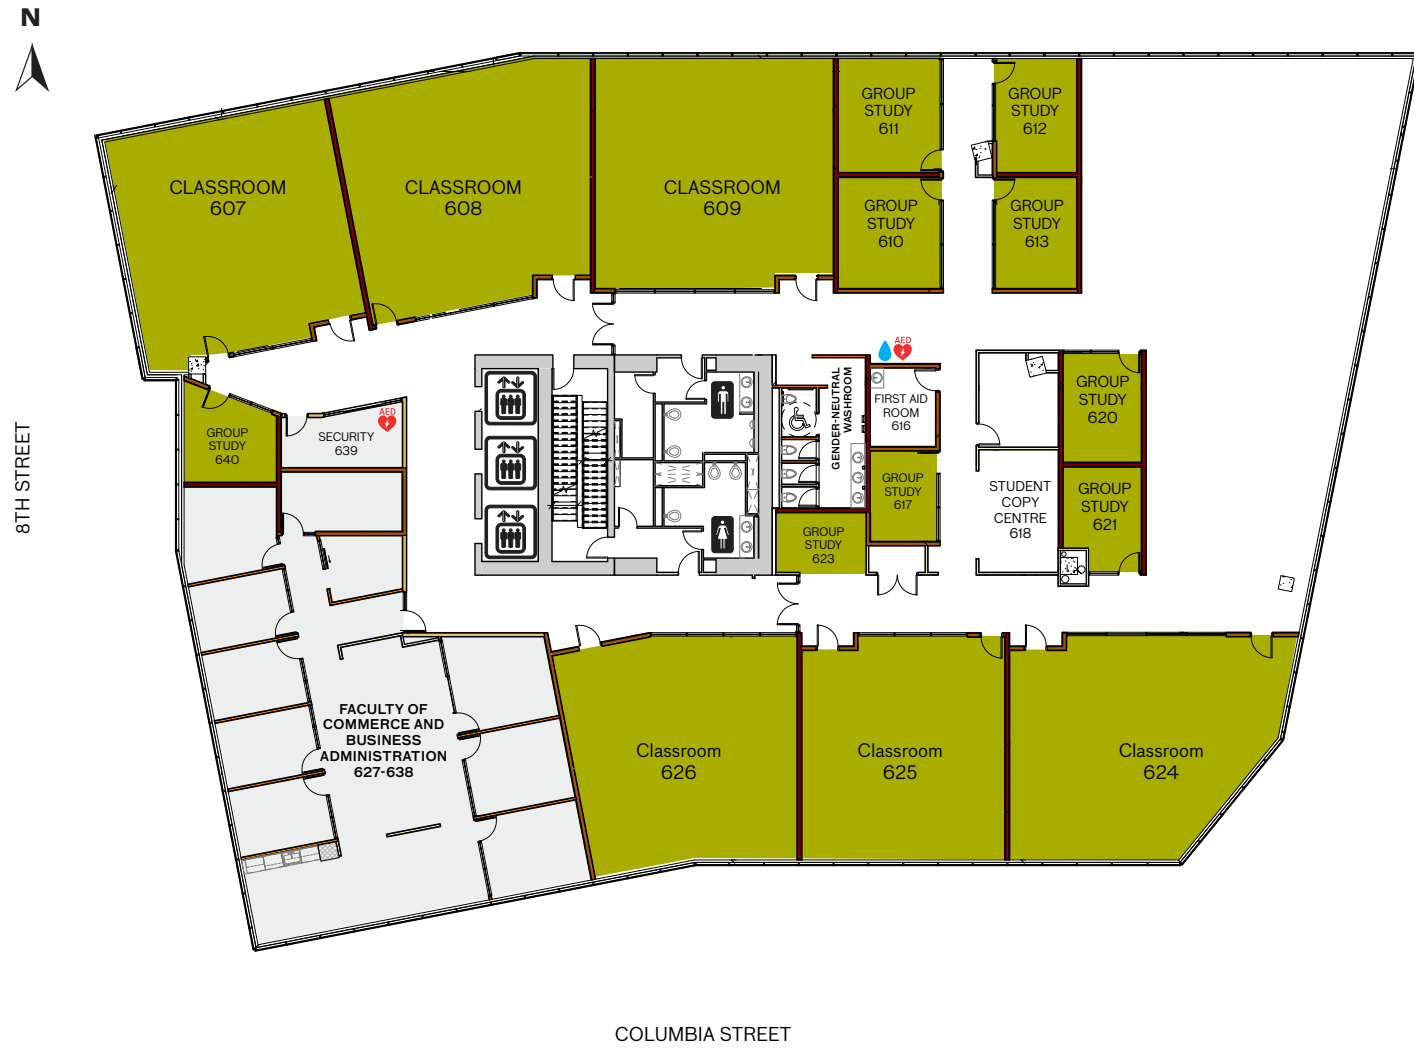 N
CLASSROOM
607
CLASSROOM
608
CLASSROOM
609
GROUP
STUDY
611
GROUP
STUDY
612
GROUP
STUDY
610
GROUP
STUDY
613
AED
GENDER-NEUTRAL
WASHROOM
FIRST AID
ROOM
616
GROUP
STUDY
620
GROUP
STUDY
640
SECURITY
639
AED
GROUP
STUDY
617
STUDENT
COPY
CENTRE
618
GROUP
STUDY
621
GROUP
STUDY
623
8TH STREET
FACULTY OF
COMMERCE AND
BUSINESS
ADMINISTRATION
627-638
Classroom
626
Classroom
625
Classroom
624
COLUMBIA STREET